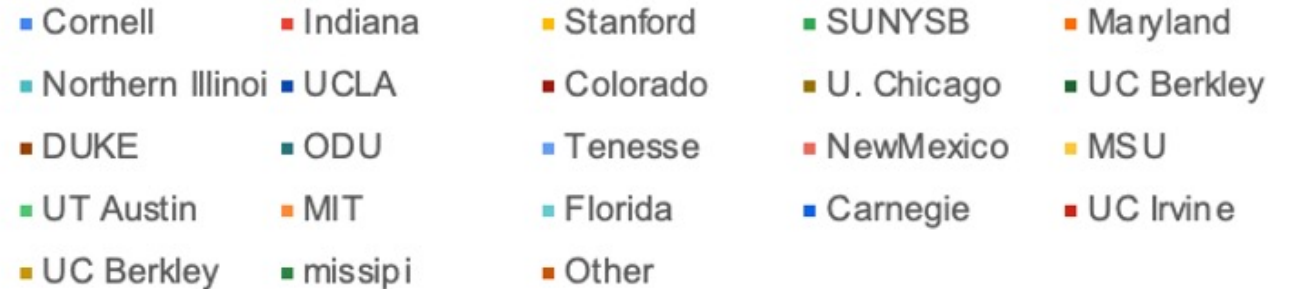 Cornell Indiana Stanford SUNYSB Maryland
Northern Illinoi UCLA Colorado U. Chicago UC Berkley
DUKE ODU Tenesse NewMexico MSU
UT Austin MIT Florida Carnegie UC Irvine
UC Berkley missipi Other